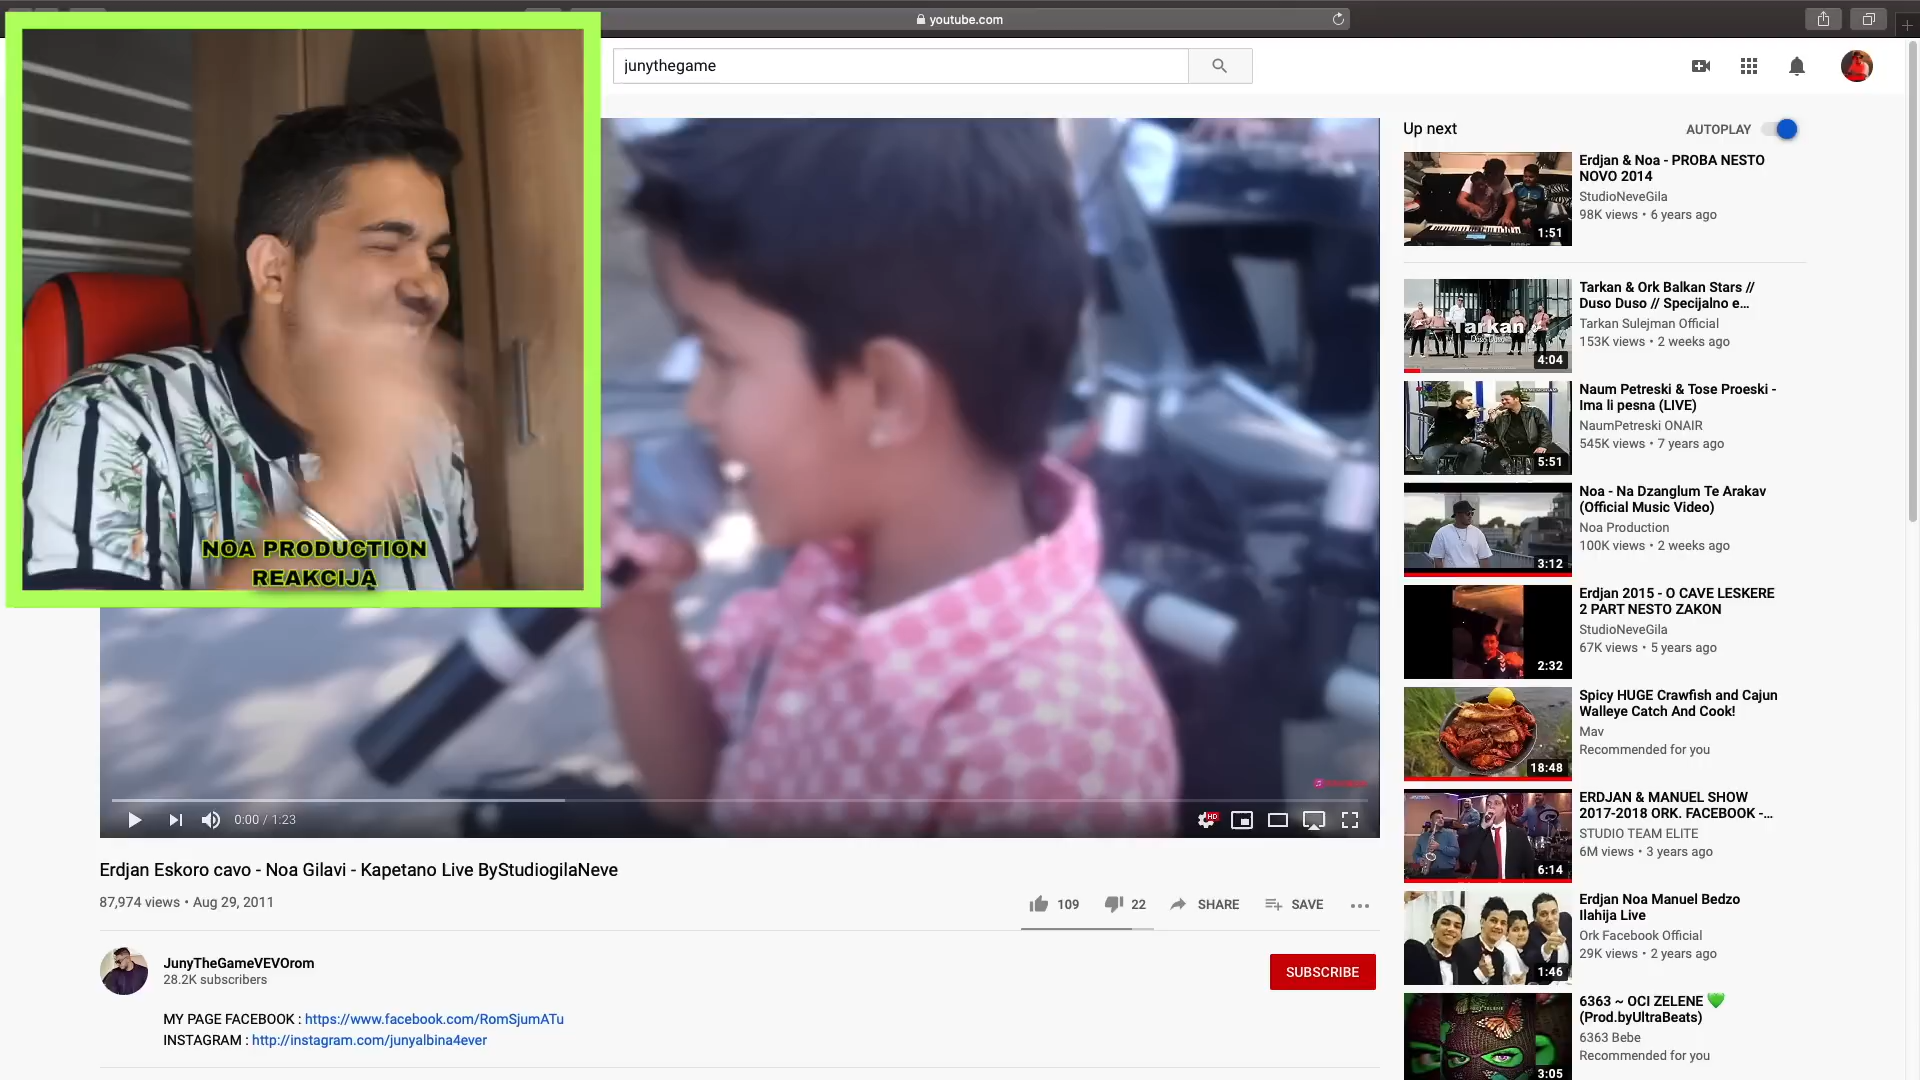 youtube.com
junythegame
NOA PRODUCTION
REAKCIJA
0:00 / 1:23
HD
Erdjan Eskoro cavo - Noa Gilavi - Kapetano Live ByStudiogilaNeve
87,974 views • Aug 29, 2011
109
22
SHARE
SAVE
JunyTheGameVEVOrom
28.2K subscribers
SUBSCRIBE
MY PAGE FACEBOOK : https://www.facebook.com/RomSjumATu
INSTAGRAM : http://instagram.com/junyalbina4ever
Up next
AUTOPLAY
1:51
Erdjan & Noa - PROBA NESTO
NOVO 2014
StudioNeveGila
98K views • 6 years ago
Tarkan
4:04
Tarkan & Ork Balkan Stars //
Duso Duso // Specijalno e...
Tarkan Sulejman Official
153K views • 2 weeks ago
5:51
Naum Petreski & Tose Proeski -
Ima li pesna (LIVE)
NaumPetreski ONAIR
545K views • 7 years ago
3:12
Noa - Na Dzanglum Te Arakav
(Official Music Video)
Noa Production
100K views • 2 weeks ago
2:32
Erdjan 2015 - O CAVE LESKERE
2 PART NESTO ZAKON
StudioNeveGila
67K views • 5 years ago
18:48
Spicy HUGE Crawfish and Cajun
Walleye Catch And Cook!
Mav
Recommended for you
6:14
ERDJAN & MANUEL SHOW
2017-2018 ORK. FACEBOOK -...
STUDIO TEAM ELITE
6M views • 3 years ago
1:46
Erdjan Noa Manuel Bedzo
Ilahija Live
Ork Facebook Official
29K views • 2 years ago
3:05
6363 ~ OCI ZELENE 💚
(Prod.byUltraBeats)
6363 Bebe
Recommended for you